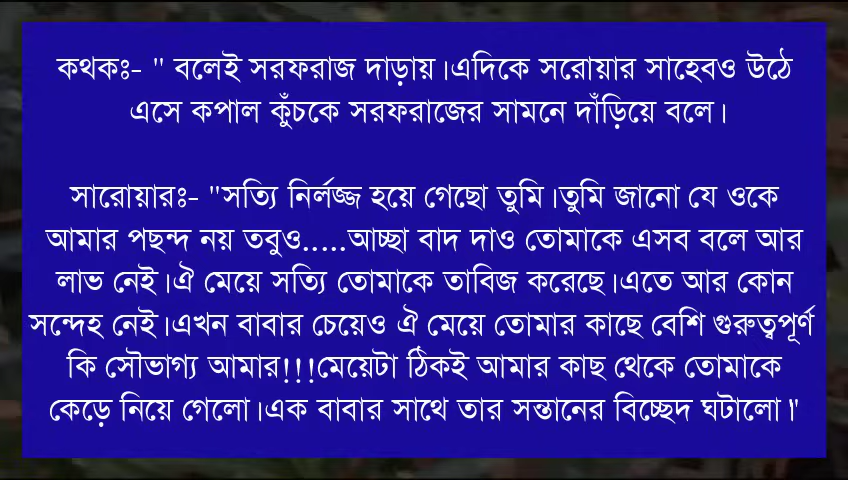 কথকঃ- " বলেই সরফরাজ দাড়ায়।এদিকে সরোয়ার সাহেবও উঠে
এসে কপাল কুঁচকে সরফরাজের সামনে দাঁড়িয়ে বলে।
সারোয়ারঃ- "সত্যি নির্লজ্জ হয়ে গেছো তুমি।তুমি জানো যে ওকে
আমার পছন্দ নয় তবুও.....আচ্ছা বাদ দাও তোমাকে এসব বলে আর
লাভ নেই।ঐ মেয়ে সত্যি তোমাকে তাবিজ করেছে।এতে আর কোন
সন্দেহ নেই।এখন বাবার চেয়েও ঐ মেয়ে তোমার কাছে বেশি গুরুত্বপূর্ণ
কি সৌভাগ্য আমার!!!মেয়েটা ঠিকই আমার কাছ থেকে তোমাকে
কেড়ে নিয়ে গেলো।এক বাবার সাথে তার সন্তানের বিচ্ছেদ ঘটালো।"